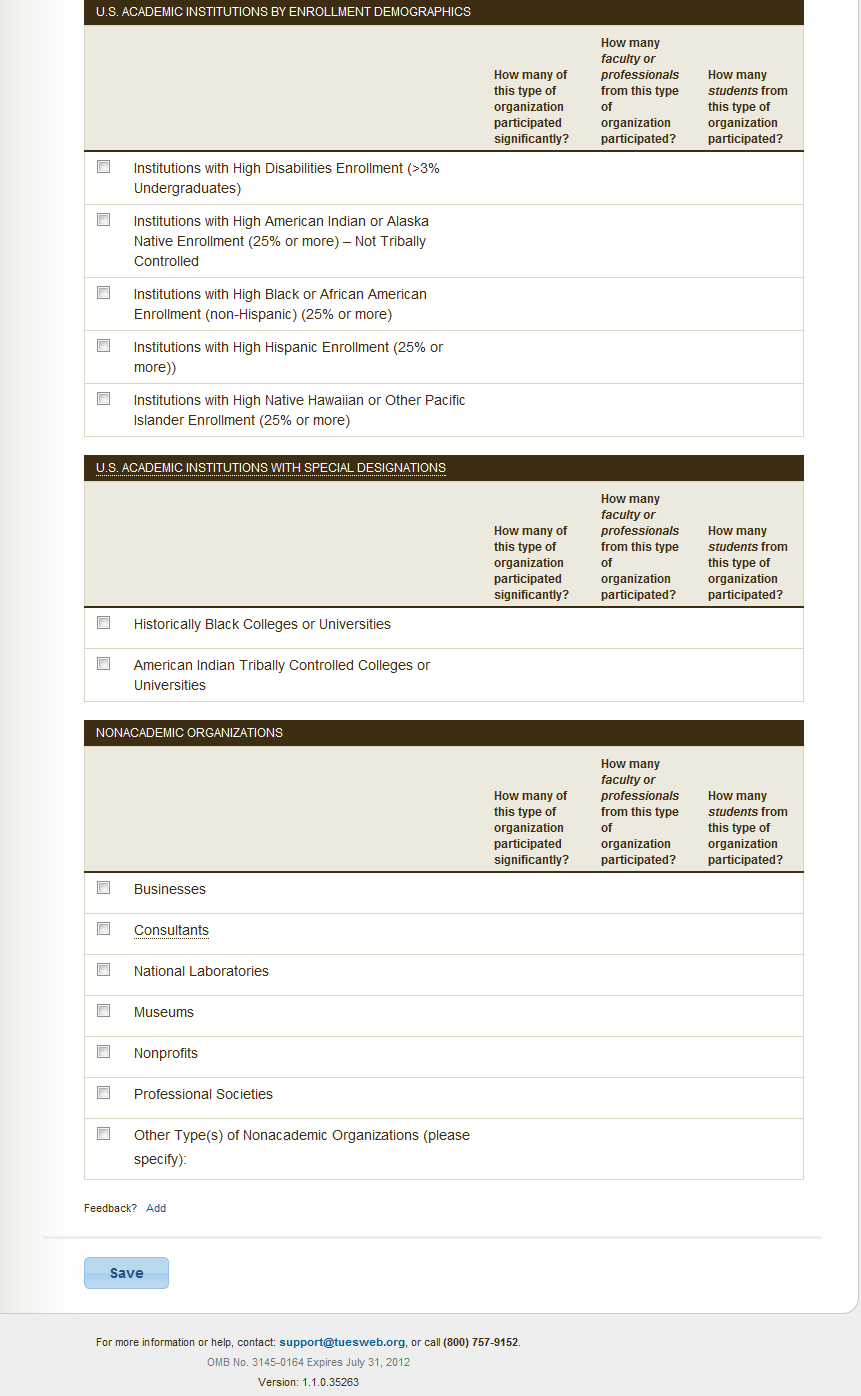 U.S. ACADEMIC INSTITUTIONS BY ENROLLMENT DEMOGRAPHICS
How many of
this type of
organization
participated
significantly?
How many
faculty or
professionals
from this type
of
organization
participated?
How many
students from
this type of
organization
participated?
Institutions with High Disabilities Enrollment (>3%
Undergraduates)
Institutions with High American Indian or Alaska
Native Enrollment (25% or more) – Not Tribally
Controlled
Institutions with High Black or African American
Enrollment (non-Hispanic) (25% or more)
Institutions with High Hispanic Enrollment (25% or
more))
Institutions with High Native Hawaiian or Other Pacific
Islander Enrollment (25% or more)
U.S. ACADEMIC INSTITUTIONS WITH SPECIAL DESIGNATIONS
How many of
this type of
organization
participated
significantly?
How many
faculty or
professionals
from this type
of
organization
participated?
How many
students from
this type of
organization
participated?
Historically Black Colleges or Universities
American Indian Tribally Controlled Colleges or
Universities
NONACADEMIC ORGANIZATIONS
How many of
this type of
organization
participated
significantly?
How many
faculty or
professionals
from this type
of
organization
participated?
How many
students from
this type of
organization
participated?
Businesses
Consultants
National Laboratories
Museums
Nonprofits
Professional Societies
Other Type(s) of Nonacademic Organizations (please
specify):
Feedback? Add
Save
For more information or help, contact: support@tuesweb.org, or call (800) 757-9152.
OMB No. 3145-0164 Expires July 31, 2012
Version: 1.1.0.35263